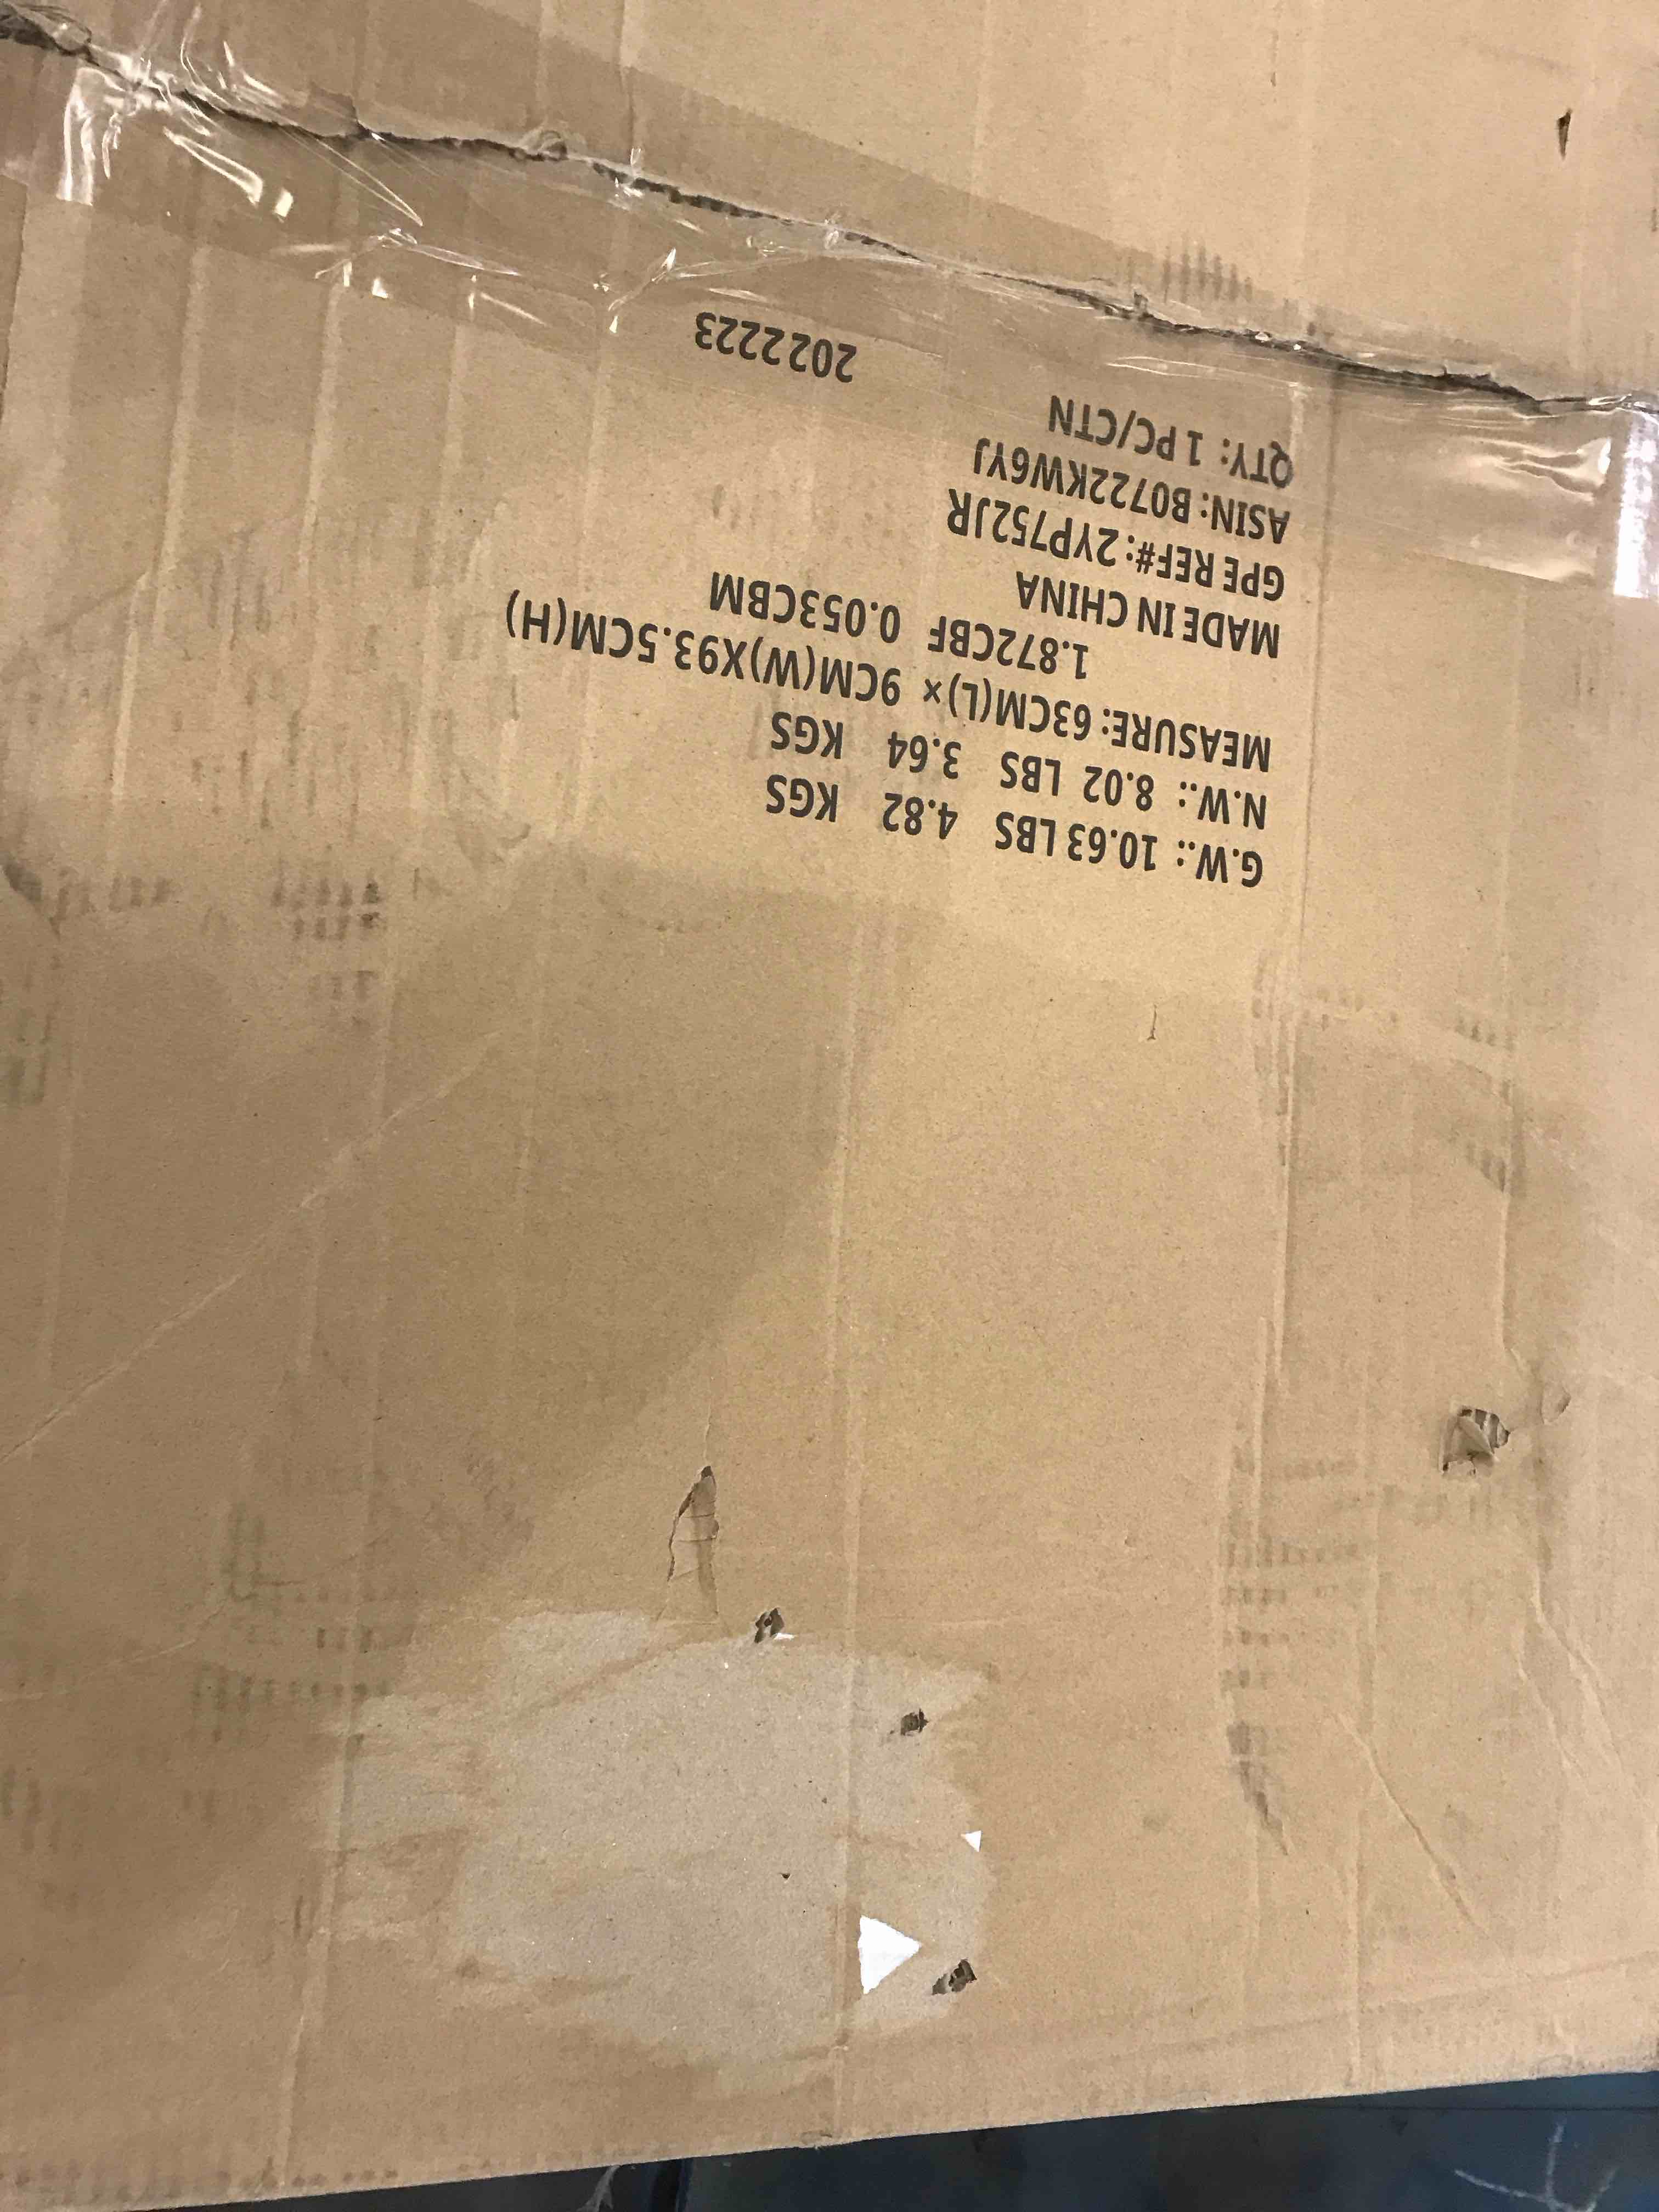 G.W.: 10.63 LBS 4.82 KGS
N.W.: 8.02 LBS 3.64 KGS
MEASURE: 63CM(L)× 9CM(W)X93.5CM(H)
1.872CBF 0.053CBM
MADE IN CHINA
GPE REF#: 2YP752JR
ASIN: B0722KW6YJ
QTY: 1 PC/CTN
2022223